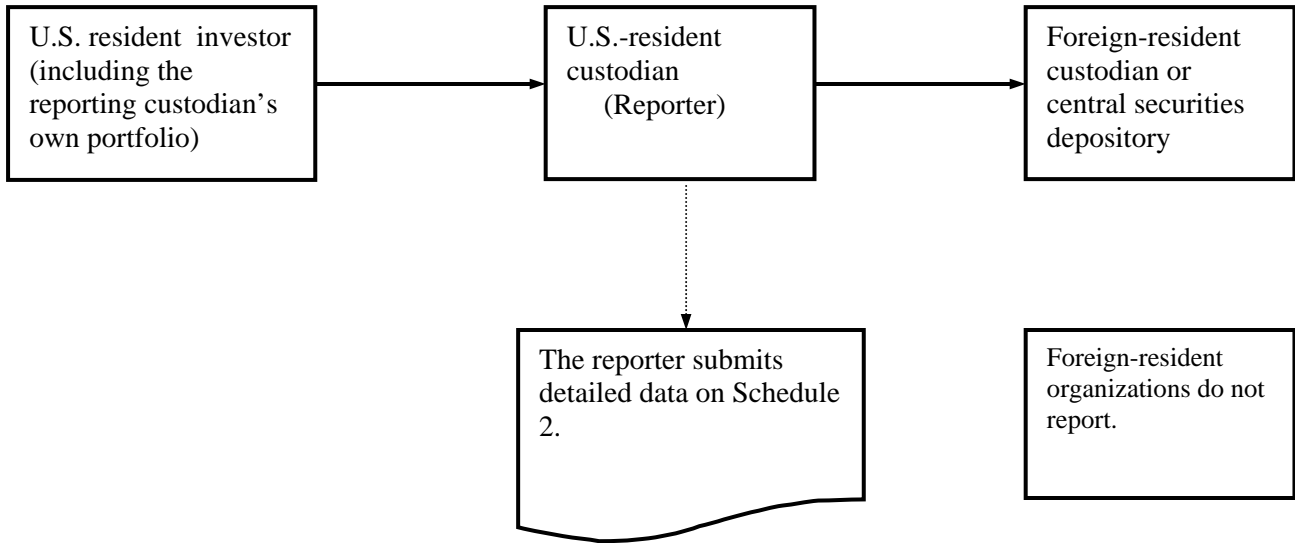 U.S. resident investor
(including the
reporting custodian’s
own portfolio)
U.S.-resident
custodian
(Reporter)
Foreign-resident
custodian or
central securities
depository
The reporter submits
detailed data on Schedule
2.
Foreign-resident
organizations do not
report.